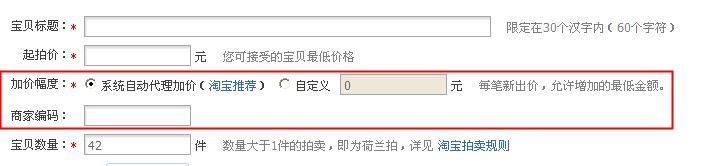 宝贝标题：* 限定在30个汉字内（60个字符）
起拍价：* 元 您可接受的宝贝最低价格
加价幅度：* 系统自动代理加价（淘宝推荐） 自定义 0 元 每笔新出价，允许增加的最低金额。
商家编码：
宝贝数量：* 42 件 数量大于1件的拍卖，即为荷兰拍，详见 淘宝拍卖规则